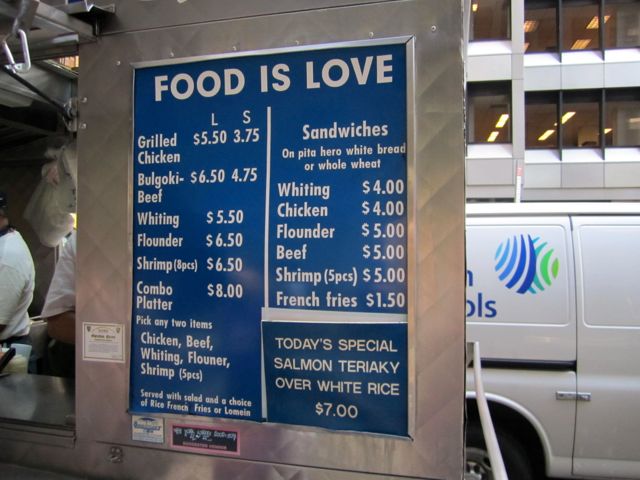 FOOD IS LOVE
L S
Grilled $5.50 3.75
Chicken
Bulgoki- $6.50 4.75
Beef
Whiting $5.50
Flounder $6.50
Shrimp (8pcs) $6.50
Combo $8.00
Platter
Pick any two items
Chicken, Beef,
Whiting, Flouner,
Shrimp (5pcs)
Served with salad and a choice
of Rice French Fries or Lomein
Sandwiches
On pita hero white bread
or whole wheat
Whiting $4.00
Chicken $4.00
Flounder $5.00
Beef $5.00
Shrimp (5pcs) $5.00
French fries $1.50
TODAY'S SPECIAL
SALMON TERIAKY
OVER WHITE RICE
$7.00
ols